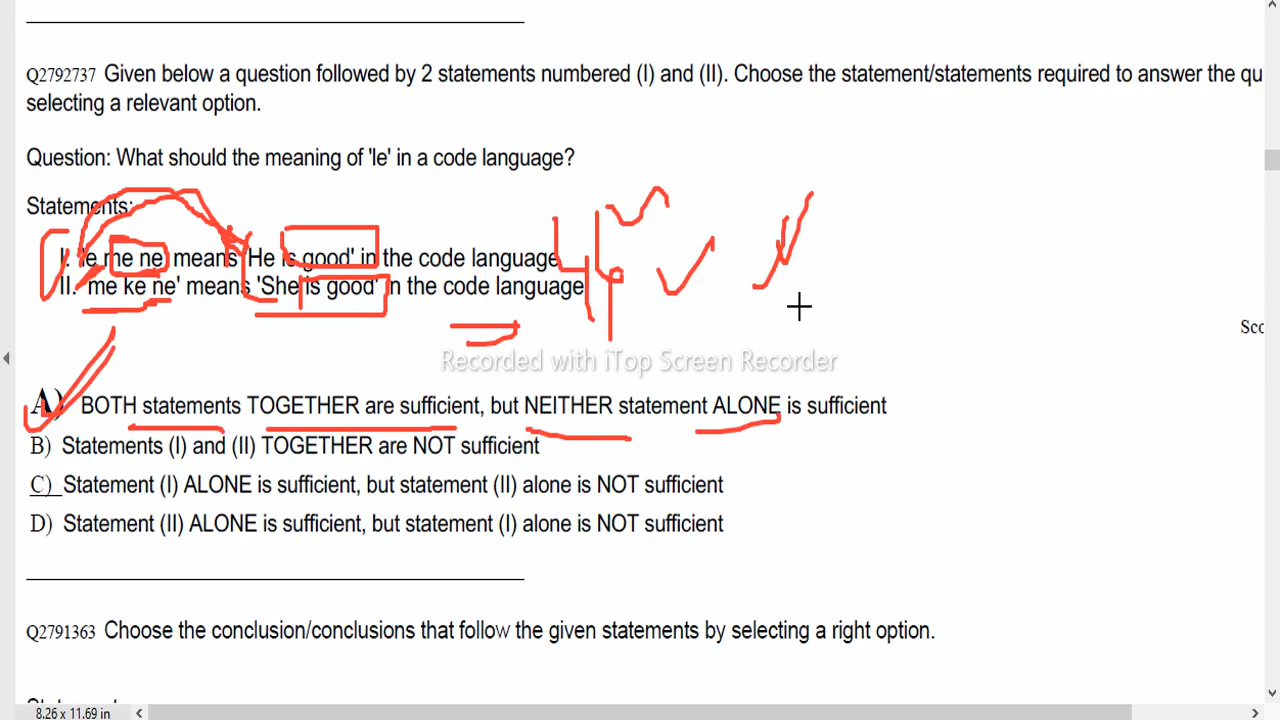 Q2792737 Given below a question followed by 2 statements numbered (I) and (II). Choose the statement/statements required to answer the qu
selecting a relevant option.
Question: What should the meaning of 'le' in a code language?
Statements:
I. 'le me ne' means 'He is good' in the code language
II. 'me ke ne' means 'She is good' in the code language
Sco
Recorded with iTop Screen Recorder
A) BOTH statements TOGETHER are sufficient, but NEITHER statement ALONE is sufficient
B) Statements (I) and (II) TOGETHER are NOT sufficient
C) Statement (I) ALONE is sufficient, but statement (II) alone is NOT sufficient
D) Statement (II) ALONE is sufficient, but statement (I) alone is NOT sufficient
Q2791363 Choose the conclusion/conclusions that follow the given statements by selecting a right option.
8.26 x 11.69 in